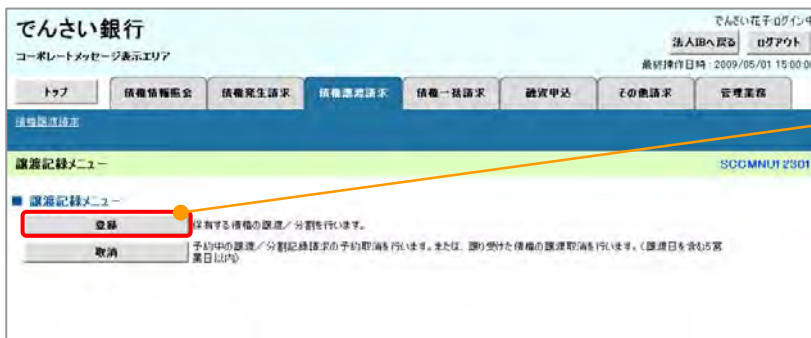 でんさい銀行
コーポレートメッセージ表示エリア
でんさい花子 ログイン中
法人IBへ戻る ログアウト
最終操作日時：2009/05/01 15:00:00
トップ 債権情報照会 債権発生請求 債権譲渡請求 債権一括請求 融資申込 その他請求 管理業務
債権譲渡請求
譲渡記録メニュー SCCMNU12301
■ 譲渡記録メニュー
登録 保有する債権の譲渡／分割を行います。
取消 予約中の譲渡／分割記録請求の予約取消を行います。または、譲り受けた債権の譲渡取消を行います。（譲渡日を含む5営
業日以内）